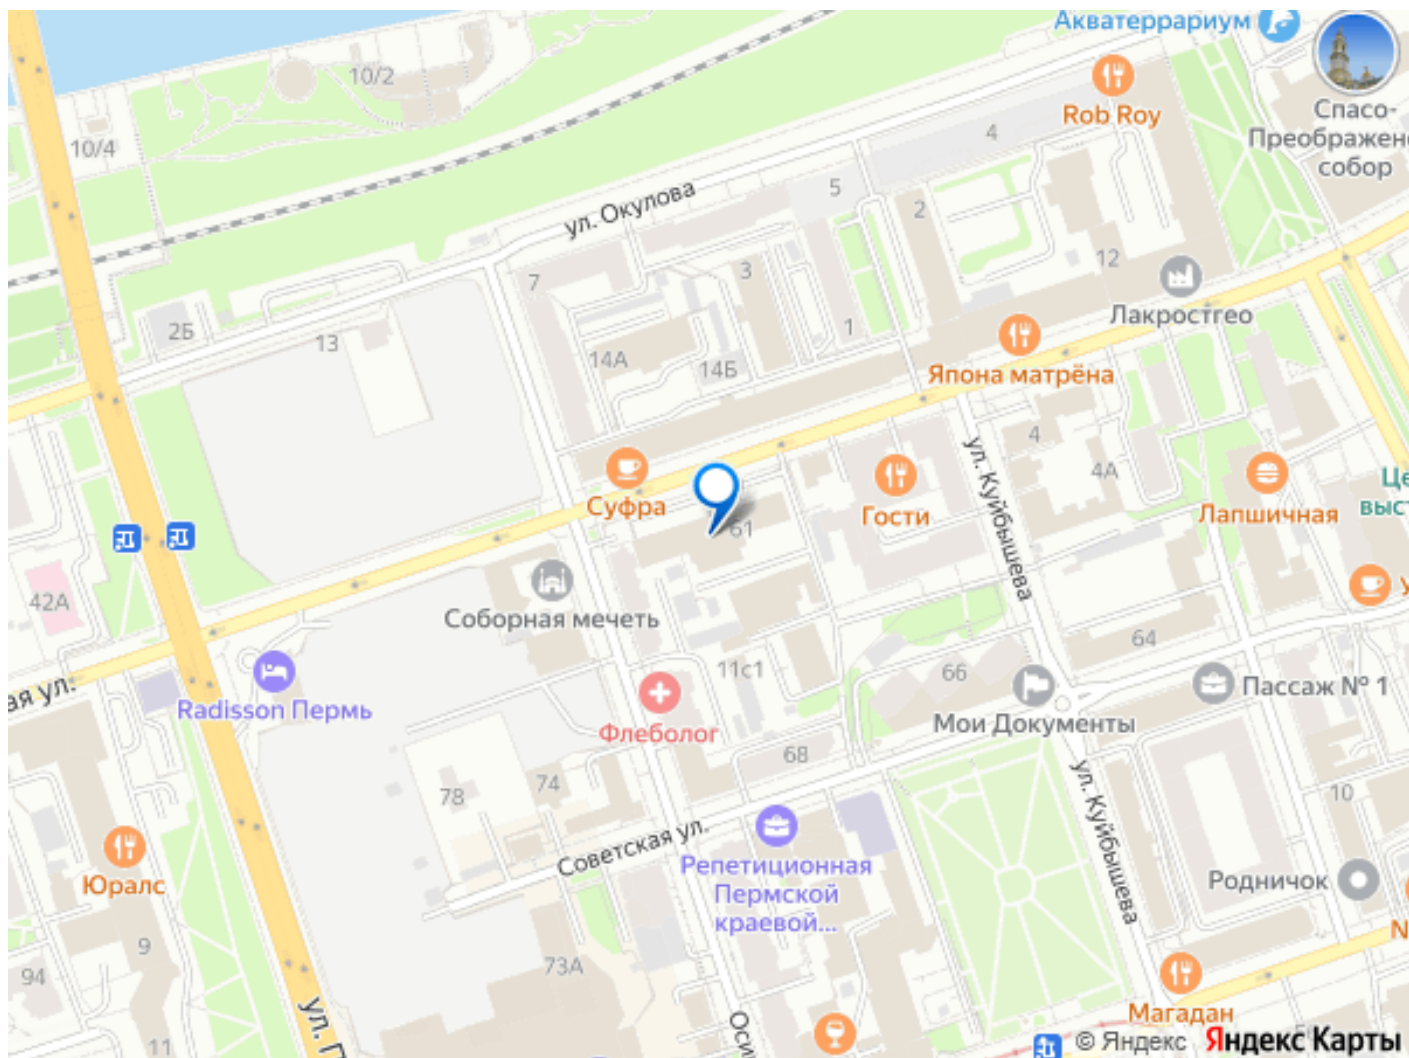 Акватеррариум
10/2
Rob Roy
Спасо-
Преображен
собор
10/4
4
5
ул. Окулова
2
3
12
7
2Б
13
Лакростгео
1
14А
14Б
Япона матрёна
4
4А
Суфра
Гости
Лапшичная
Це
выст
61
ул. Куйбышева
42А
Соборная мечеть
64
11с1
66
ая ул.
Radisson Пермь
Флеболог
Мои Документы
Пассаж № 1
68
74
78
10
ул. Куйбышева
Советская ул.
Юралс
Репетиционная
Пермской
краевой...
Родничок
9
94
73А
11
ул. П
Оси
Магадан
© Яндекс
Яндекс Карты